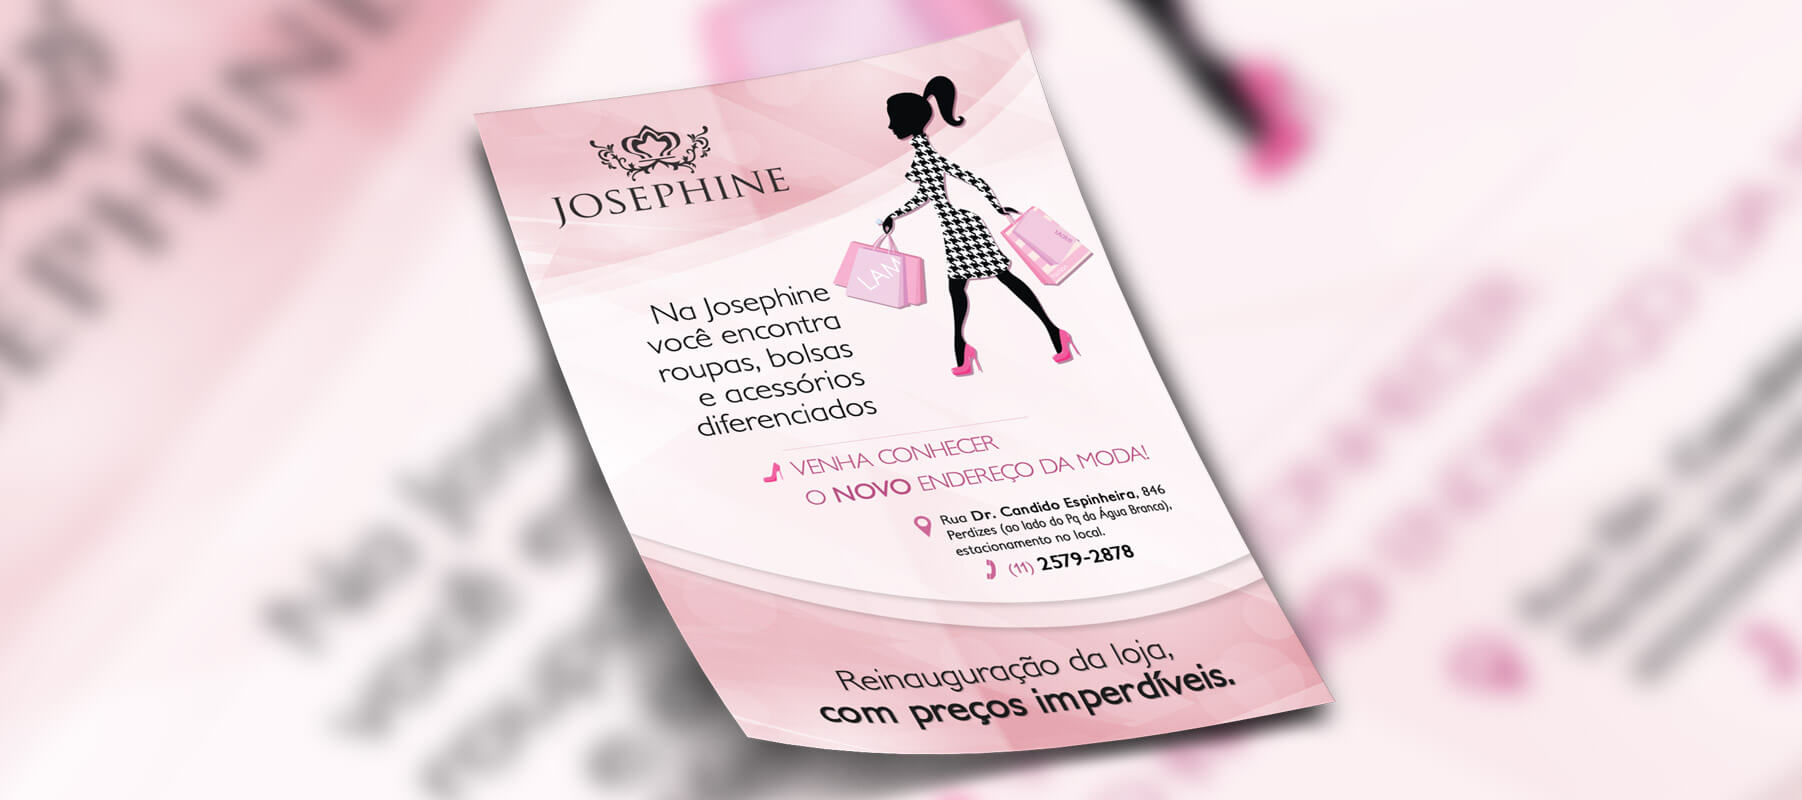 JOSEPHINE
LAM
Na Josephine
você encontra
roupas, bolsas
e acessórios
diferenciados
VENHA CONHECER
O NOVO ENDEREÇO DA MODA!
Rua Dr. Candido Espinheira, 846
Perdizes (ao lado do Pq da Água Branca),
estacionamento no local.
(11) 2579-2878
Reinauguração da loja,
com preços imperdíveis.